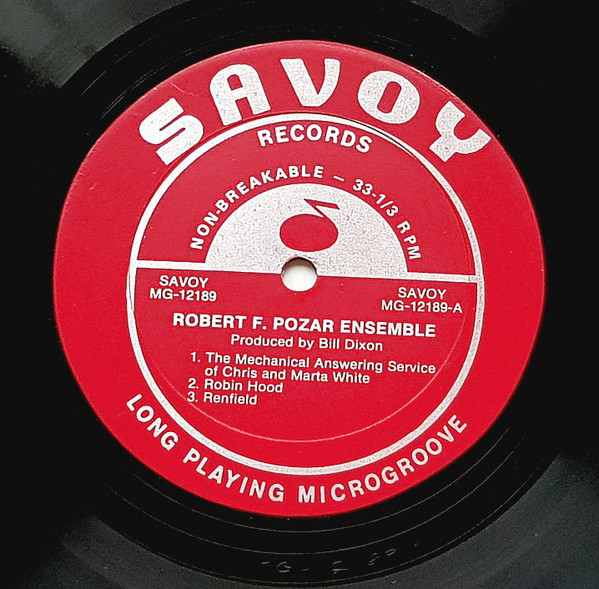 SAVOY
RECORDS
NON-BREAKABLE – 33-1/3 RPM
SAVOY
MG-12189
SAVOY
MG-12189-A
ROBERT F. POZAR ENSEMBLE
Produced by Bill Dixon
1. The Mechanical Answering Service
of Chris and Marta White
2. Robin Hood
3. Renfield
LONG PLAYING MICROGROOVE